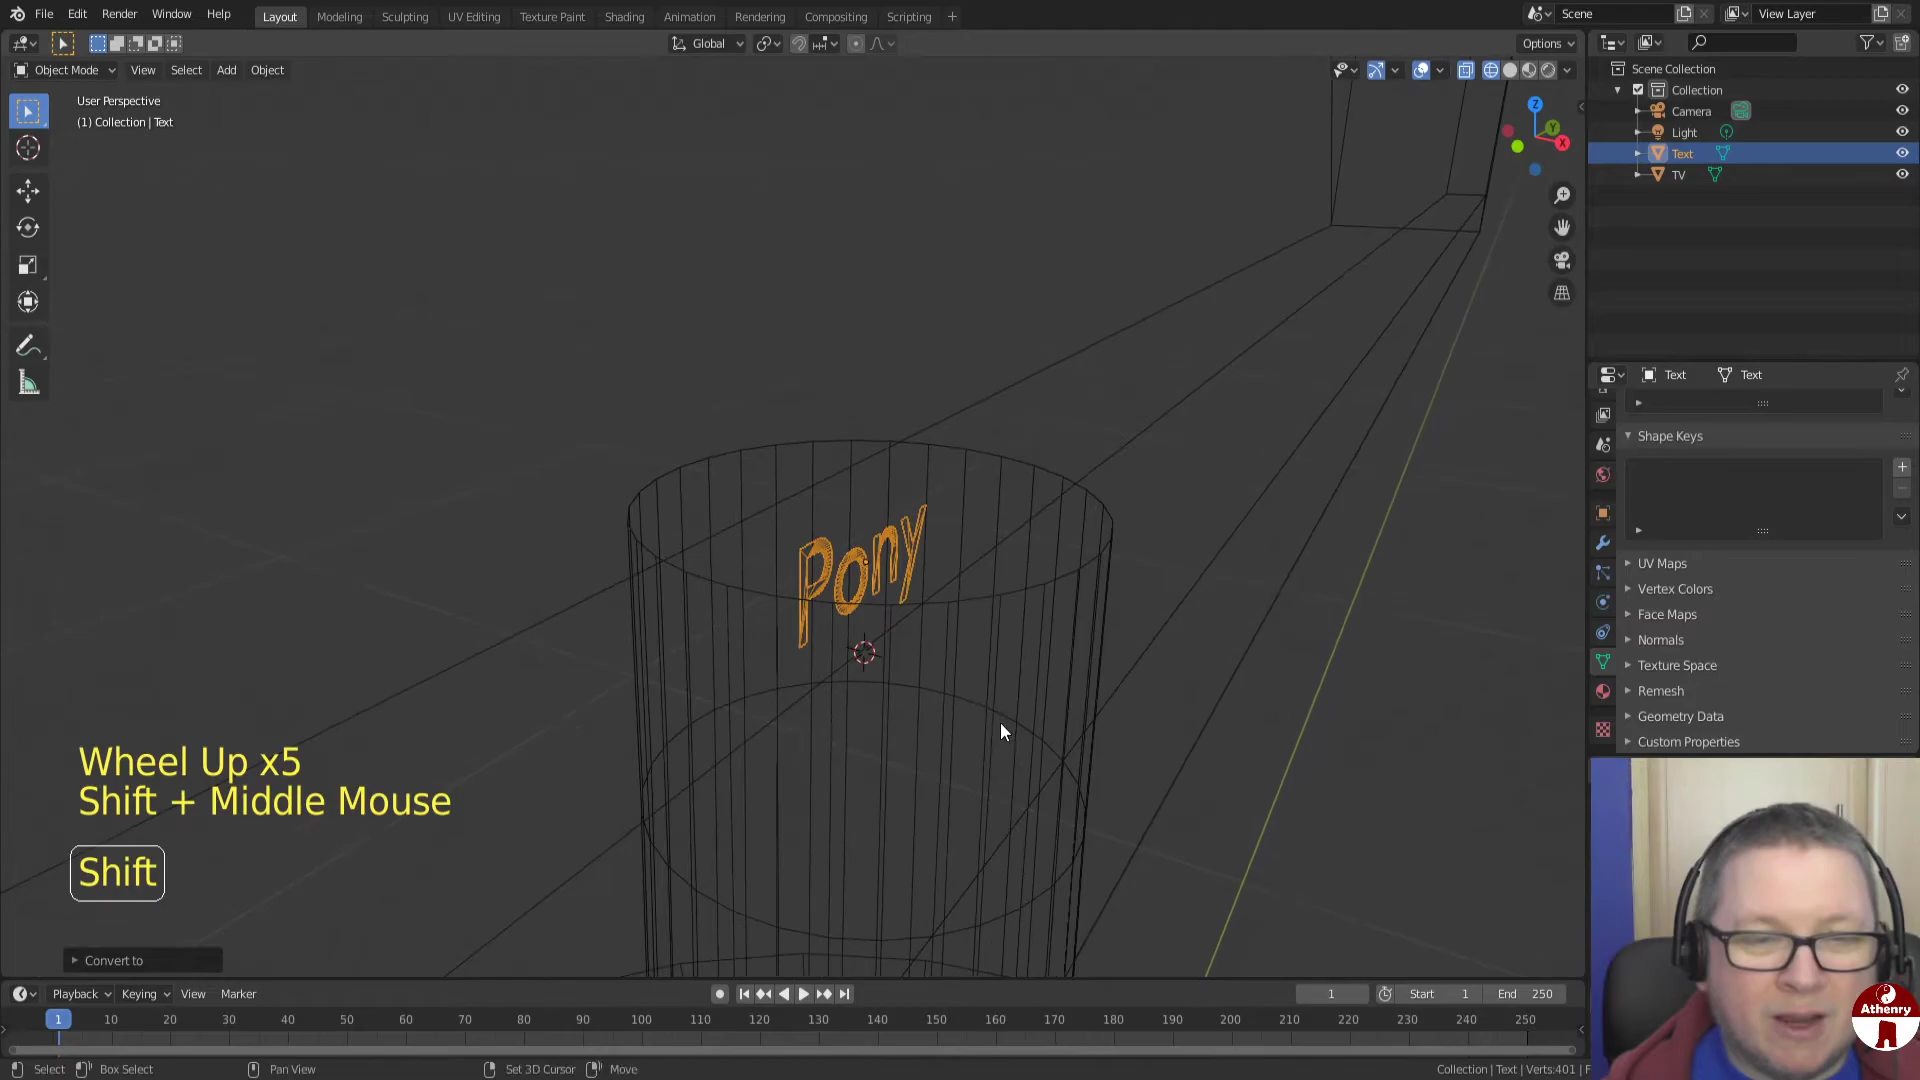 File Edit Render Window Help Layout Modeling Sculpting UV Editing Texture Paint Shading Animation Rendering Compositing Scripting + Scene View Layer
Global Options
Object Mode View Select Add Object
User Perspective
(1) Collection | Text
Scene Collection
Collection
Camera
Light
Text
TV
Z
Y
X
Pony
Text Text
Shape Keys
UV Maps
Vertex Colors
Face Maps
Normals
Texture Space
Remesh
Geometry Data
Custom Properties
Wheel Up x5
Shift + Middle Mouse
Shift
Convert to
Playback Keying View Marker 1 Start 1 End 250
1 10 20 30 40 50 60 70 80 90 100 110 120 130 140 150 160 170 180 190 200 210 220 230 240 250
Select Box Select Pan View Set 3D Cursor Move Collection | Text | Verts:401 | F
Athenry